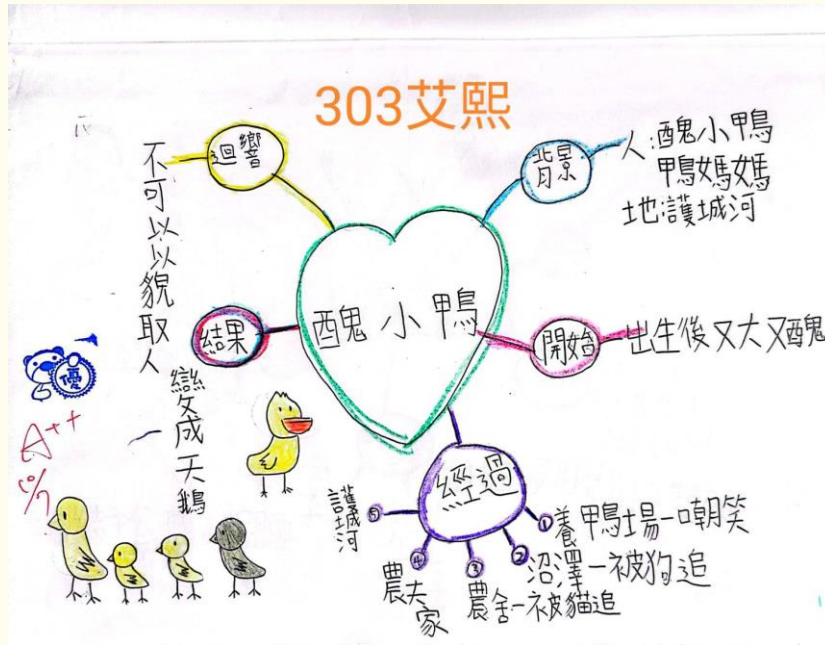 303艾熙
醜小鴨
背景
人:醜小鴨
鴨媽媽
地:護城河
開始
出生後又大又醜
經過
①養鴨場-嘲笑
②沼澤-被狗追
③農舍-被貓追
④農夫家
⑤護城河
結果
變成天鵝
迴響
不可以以貌取人
優
A++
10/7